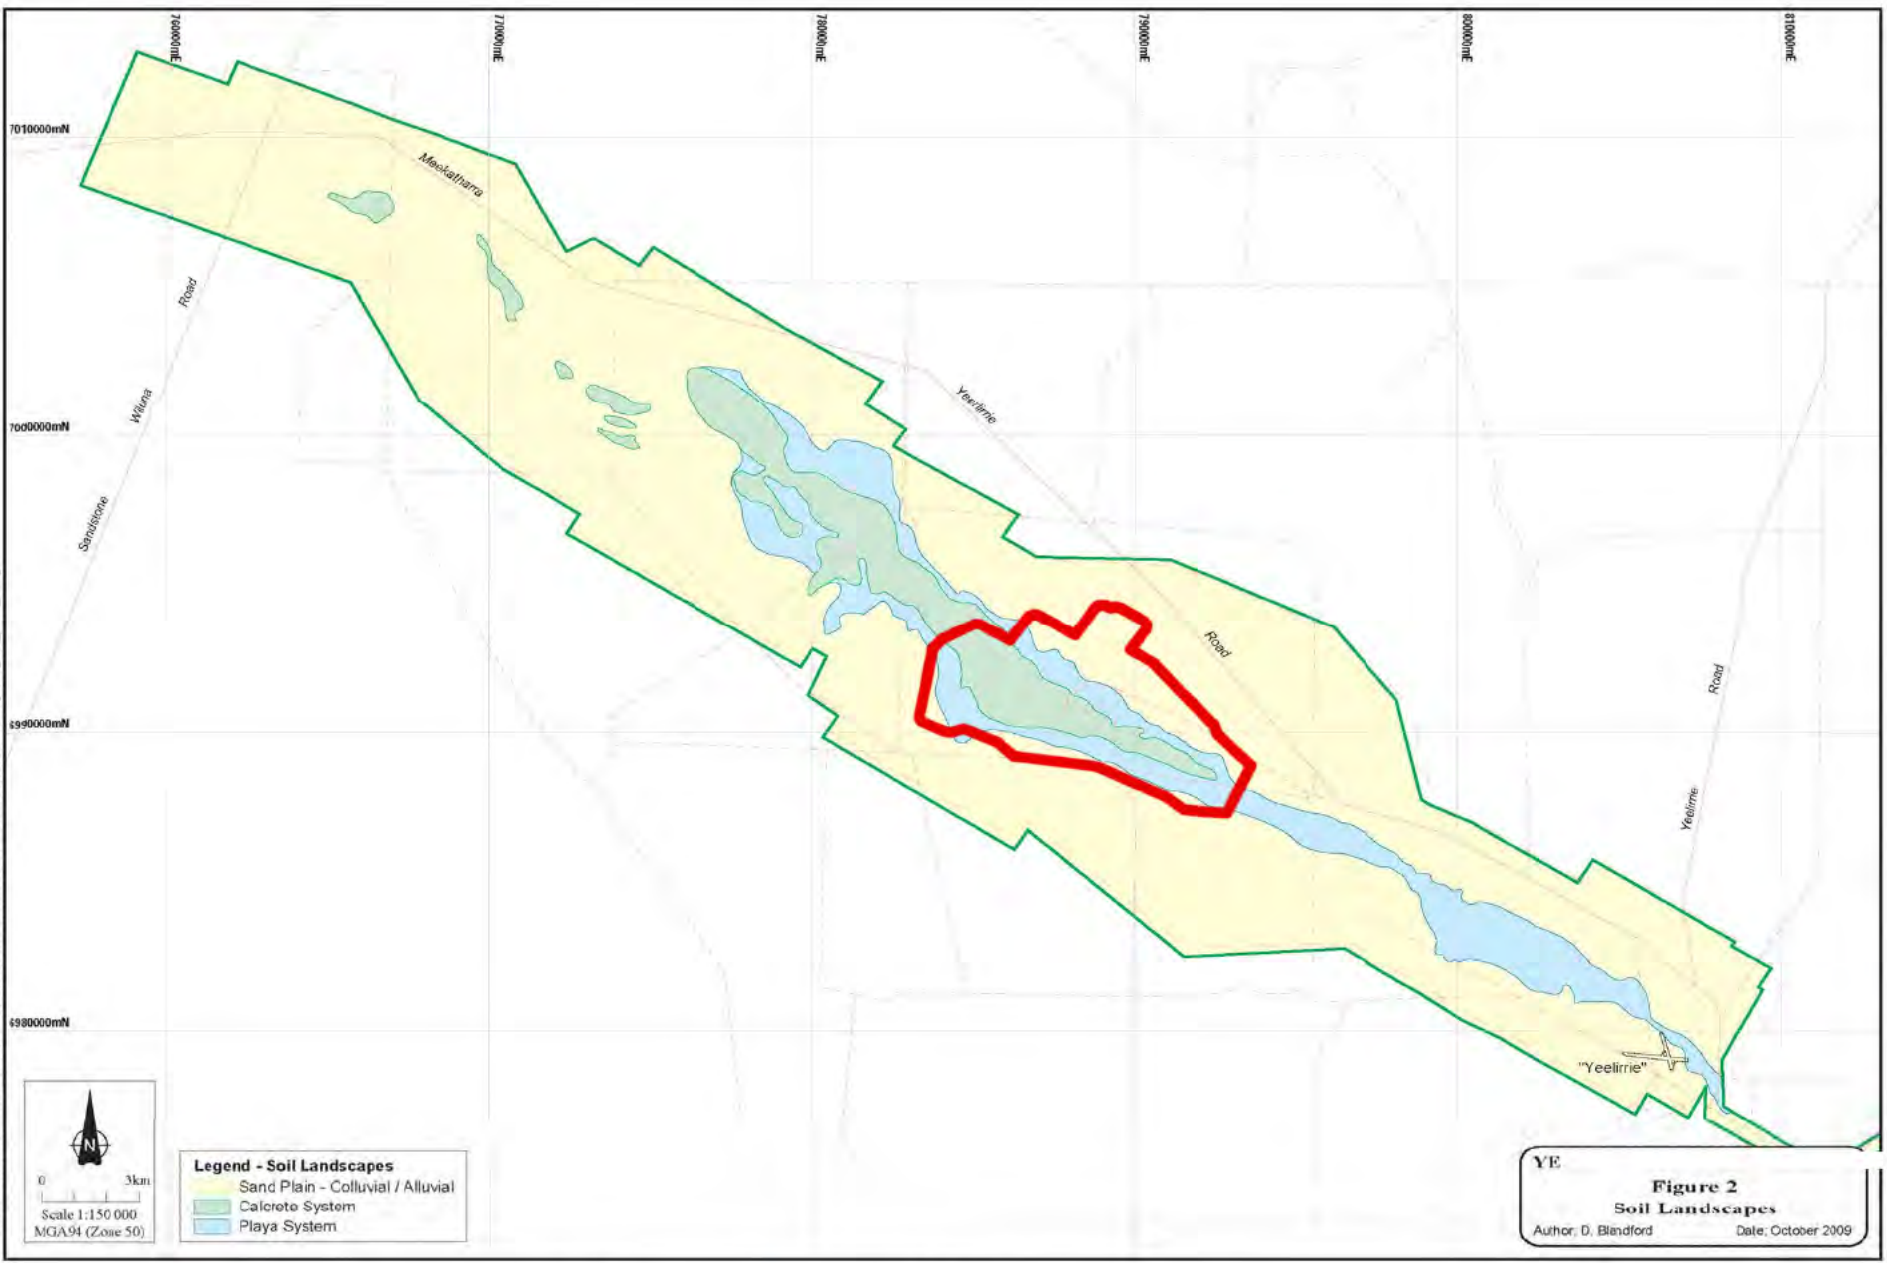 760000mE
770000mE
780000mE
790000mE
800000mE
810000mE
7010000mN
Meekatharra
Road
Wiluna
Yeelirrie
7000000mN
Sandstone
Road
Road
6990000mN
Yeelirrie
6980000mN
"Yeelirrie"
N
0 3km
Scale 1:150 000
MGA94 (Zone 50)
Legend - Soil Landscapes
Sand Plain - Colluvial / Alluvial
Calcrete System
Playa System
YE
Figure 2
Soil Landscapes
Author: D. Blandford Date: October 2009